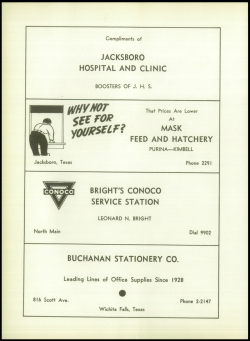 Compliments of
JACKSBORO
HOSPITAL AND CLINIC
BOOSTERS OF J. H. S.
WHY NOT
SEE FOR
YOURSELF?
That Prices Are Lower
At
MASK
FEED AND HATCHERY
PURINA—KIMBELL
Jacksboro, Texas
Phone 2291
CONOCO
BRIGHT'S CONOCO
SERVICE STATION
LEONARD N. BRIGHT
North Main
Dial 9902
BUCHANAN STATIONERY CO.
Leading Lines of Office Supplies Since 1928
816 Scott Ave.
Phone 2-2147
Wichita Falls, Texas